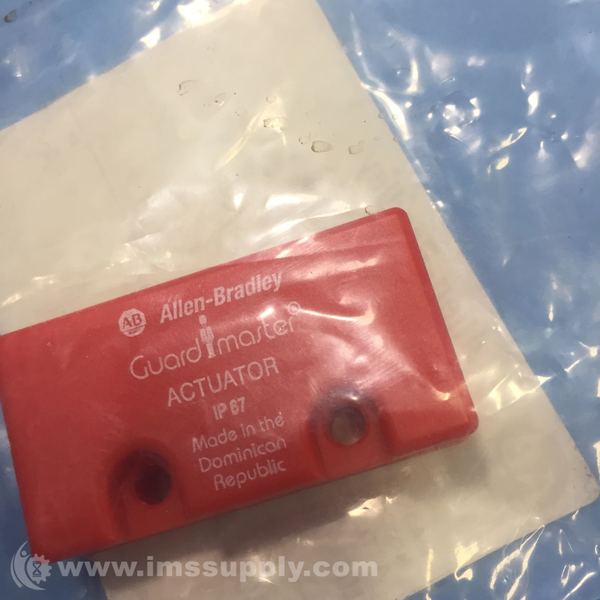 AB Allen-Bradley
Guardmaster®
ACTUATOR
IP 67
Made in the
Dominican
Republic
www.imssupply.com